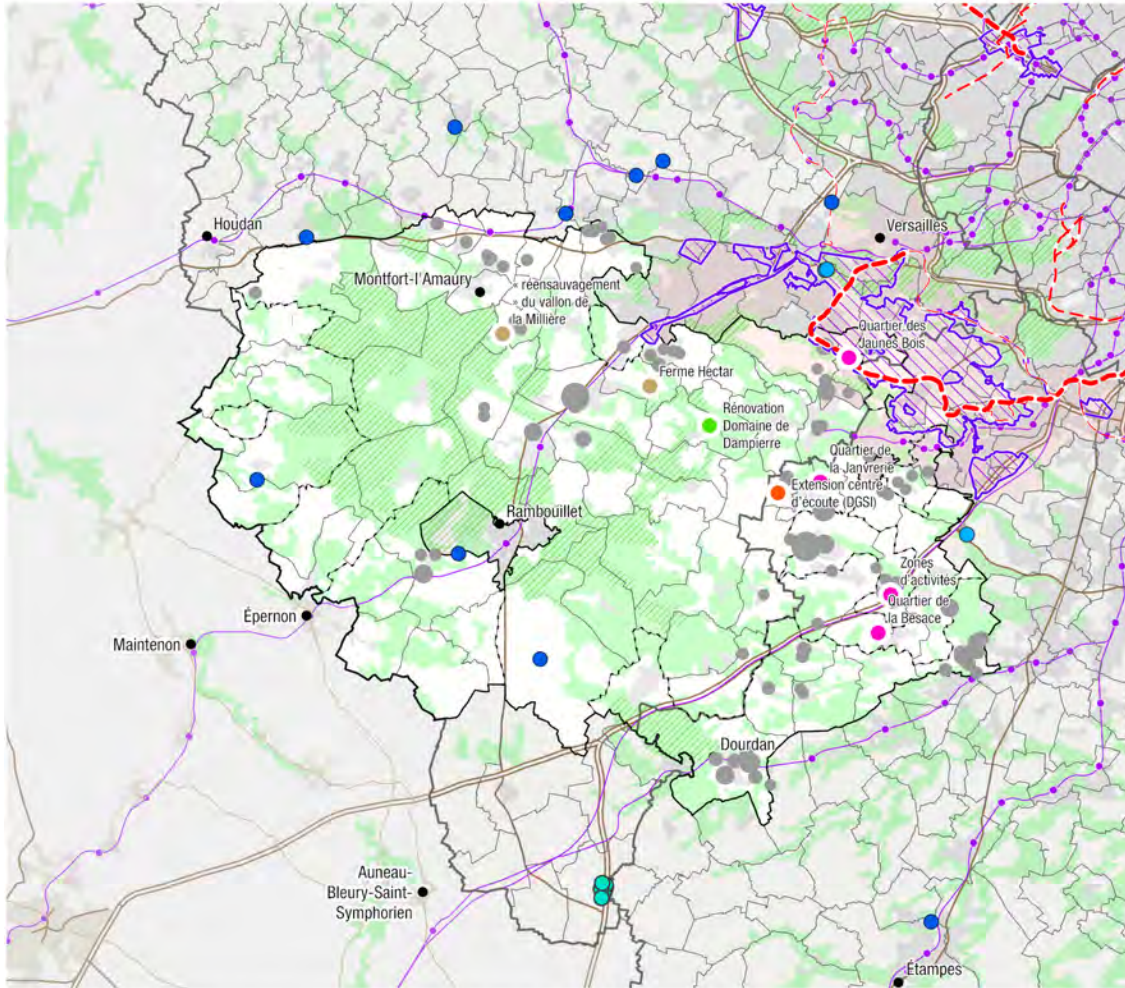 Houdan
Versailles
Montfort-l'Amaury
réensauvagement
du vallon de
la Millière
Quartier des
Jaunes Bois
Ferme Hectar
Rénovation
Domaine de
Dampierre
Quartier de
la Janvrerie
Extension centre
d'écoute (DGSI)
Rambouillet
Zones
d'activités
Quartier de
la Besace
Épernon
Maintenon
Dourdan
Auneau-
Bleury-Saint-
Symphorien
Étampes